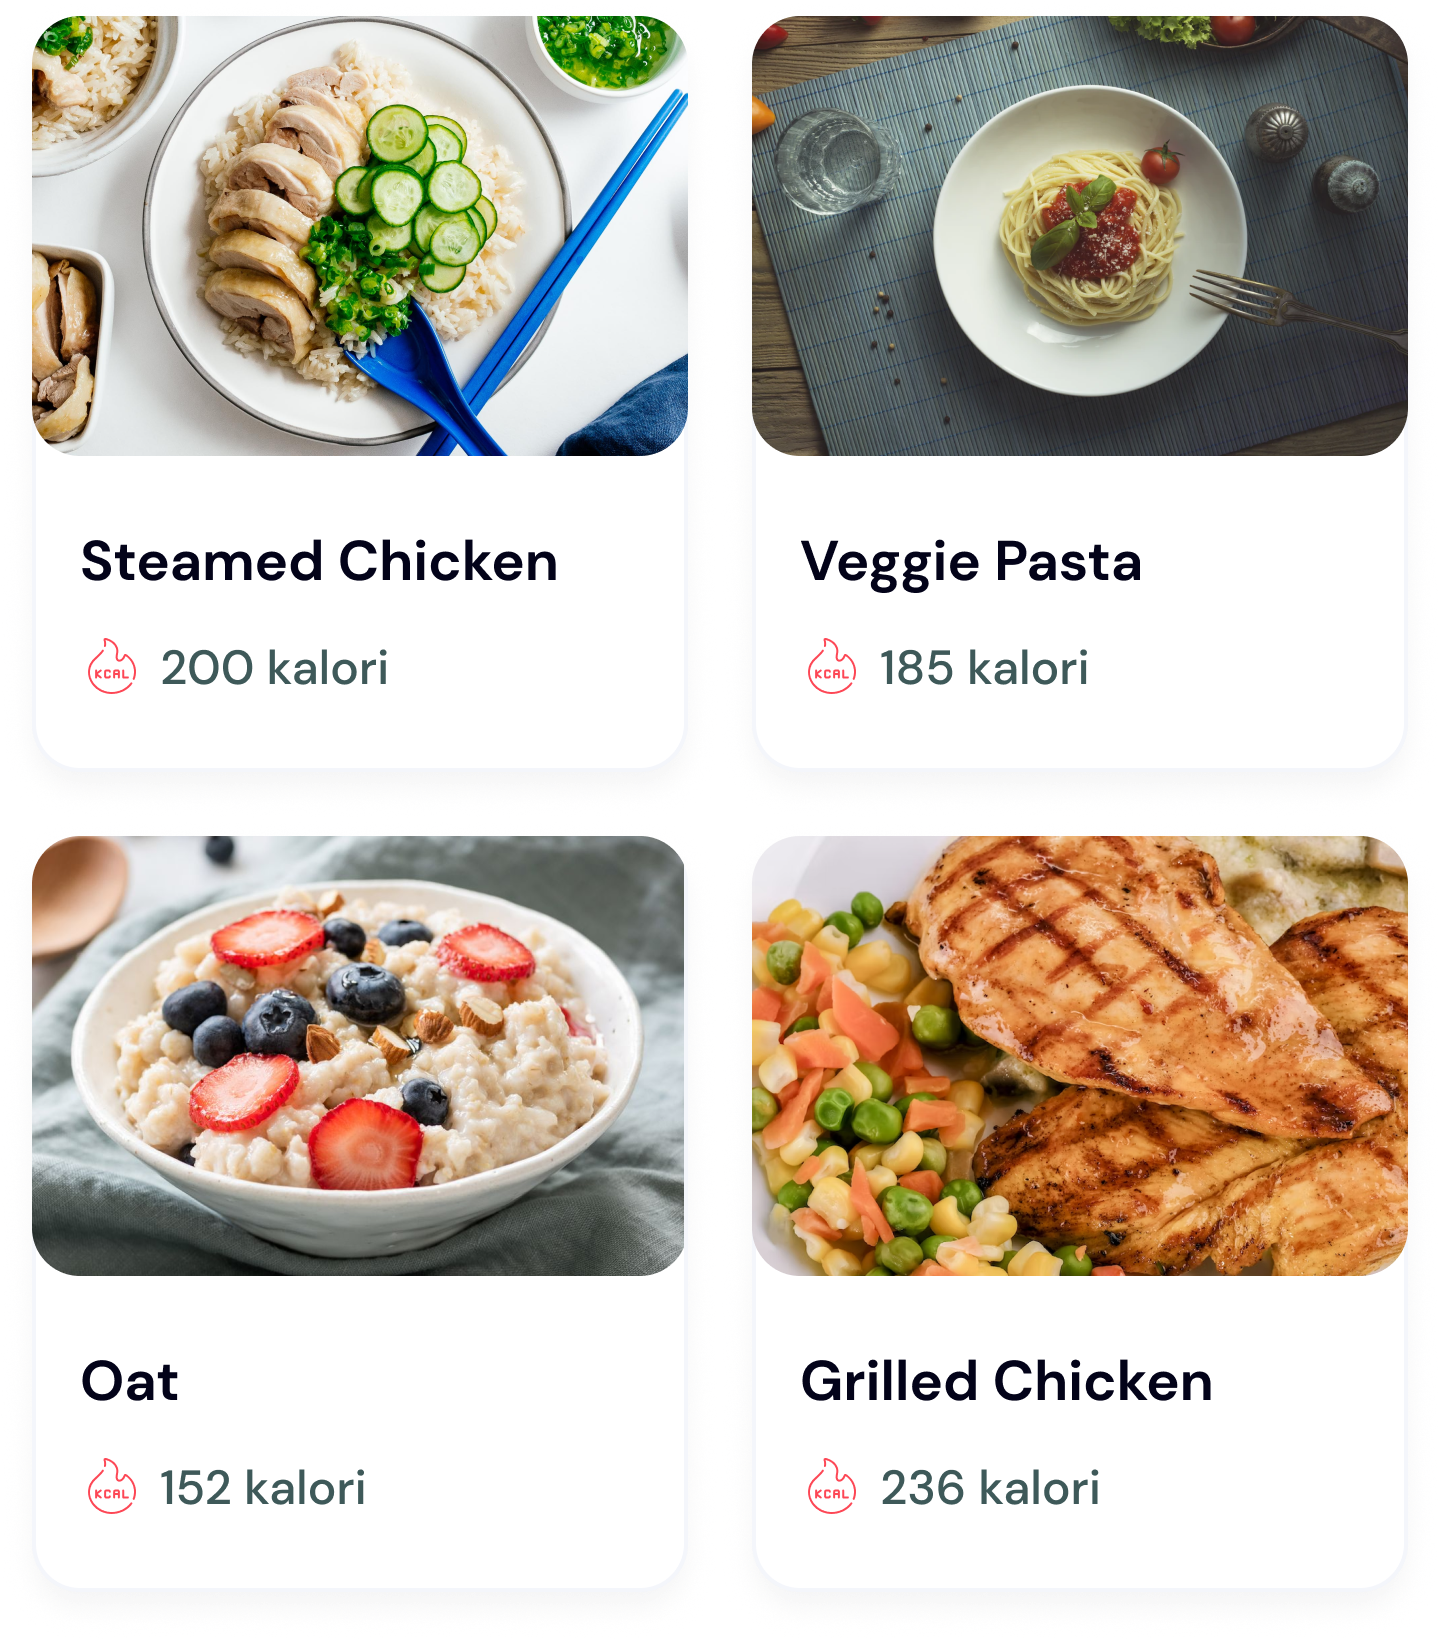 Steamed Chicken
KCAL 200 kalori
Veggie Pasta
KCAL 185 kalori
Oat
KCAL 152 kalori
Grilled Chicken
KCAL 236 kalori